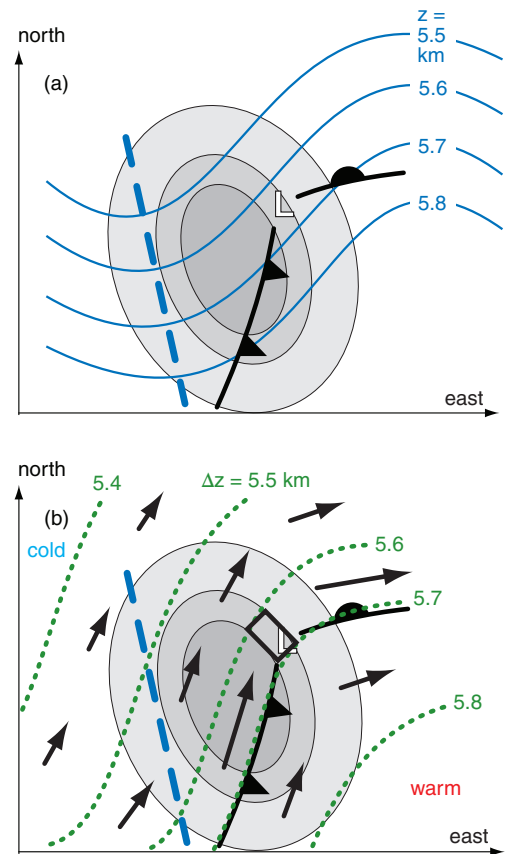 north
(a)
z =
5.5
km
5.6
5.7
5.8
L
east
north
(b)
5.4
Δz = 5.5 km
cold
5.6
5.7
L
5.8
warm
east